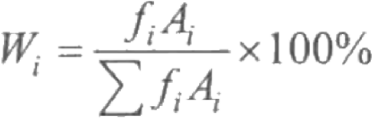 $W_i = \frac{f_i A_i}{\sum f_i A_i} \times 100\%$